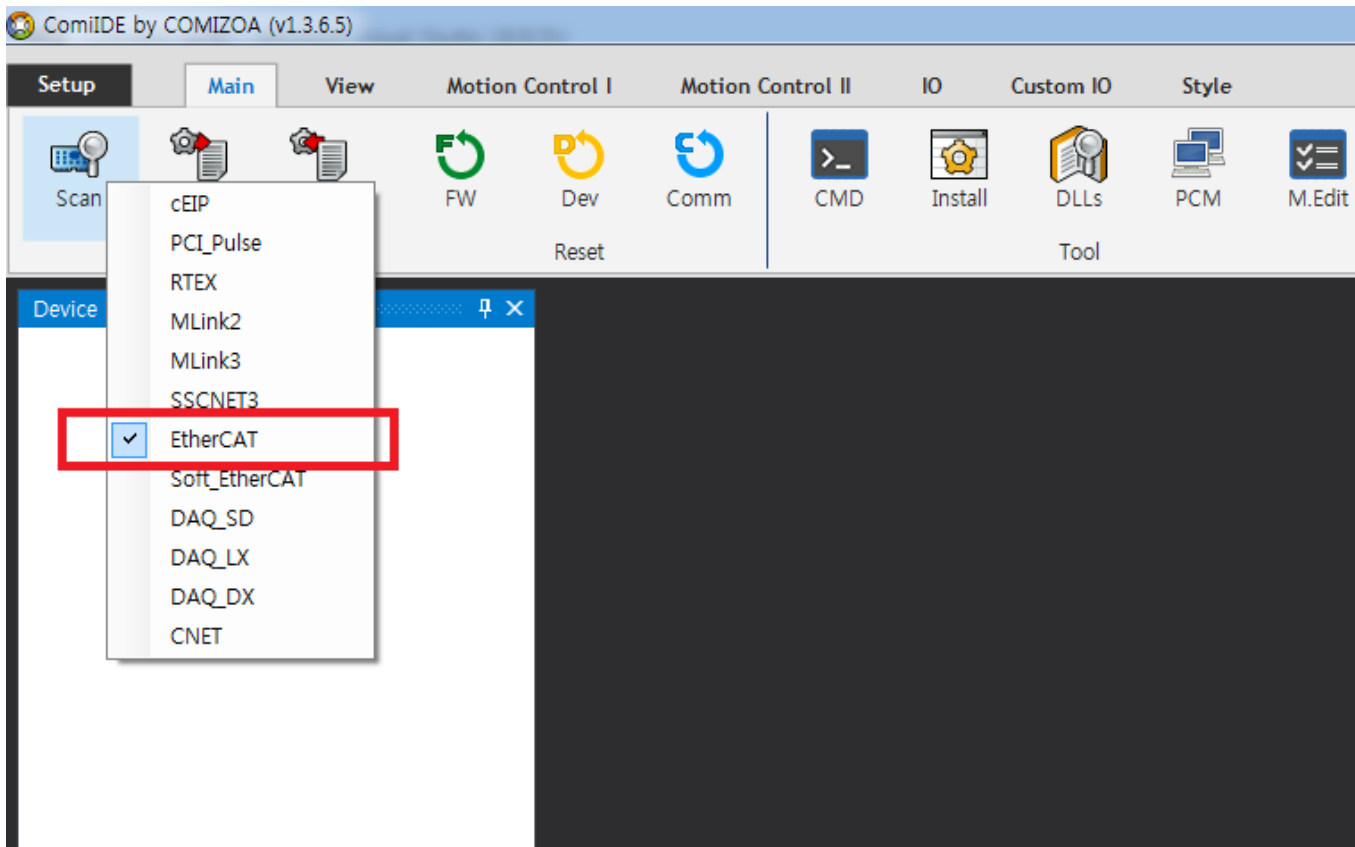 ComiIDE by COMIZOA (v1.3.6.5)
Setup Main View Motion Control I Motion Control II IO Custom IO Style
Scan FW Dev Comm CMD Install DLLs PCM M.Edit
Reset Tool
Device
cEIP
PCI_Pulse
RTEX
MLink2
MLink3
SSCNET3
EtherCAT
Soft_EtherCAT
DAQ_SD
DAQ_LX
DAQ_DX
CNET